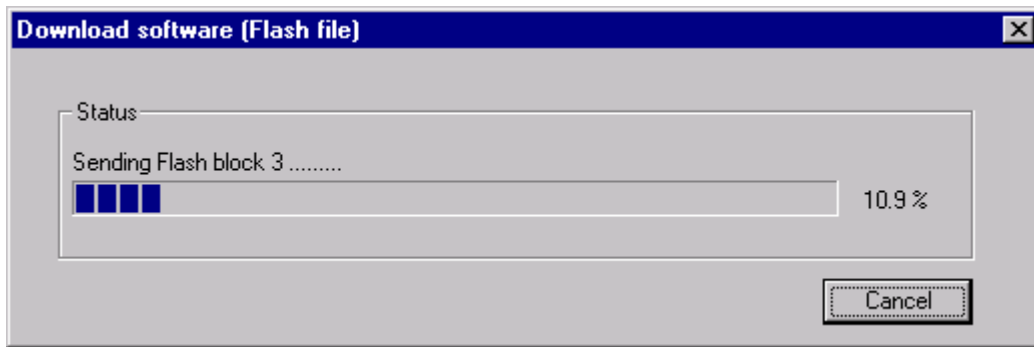 Download software (Flash file)
Status
Sending Flash block 3 .........
10.9 %
Cancel